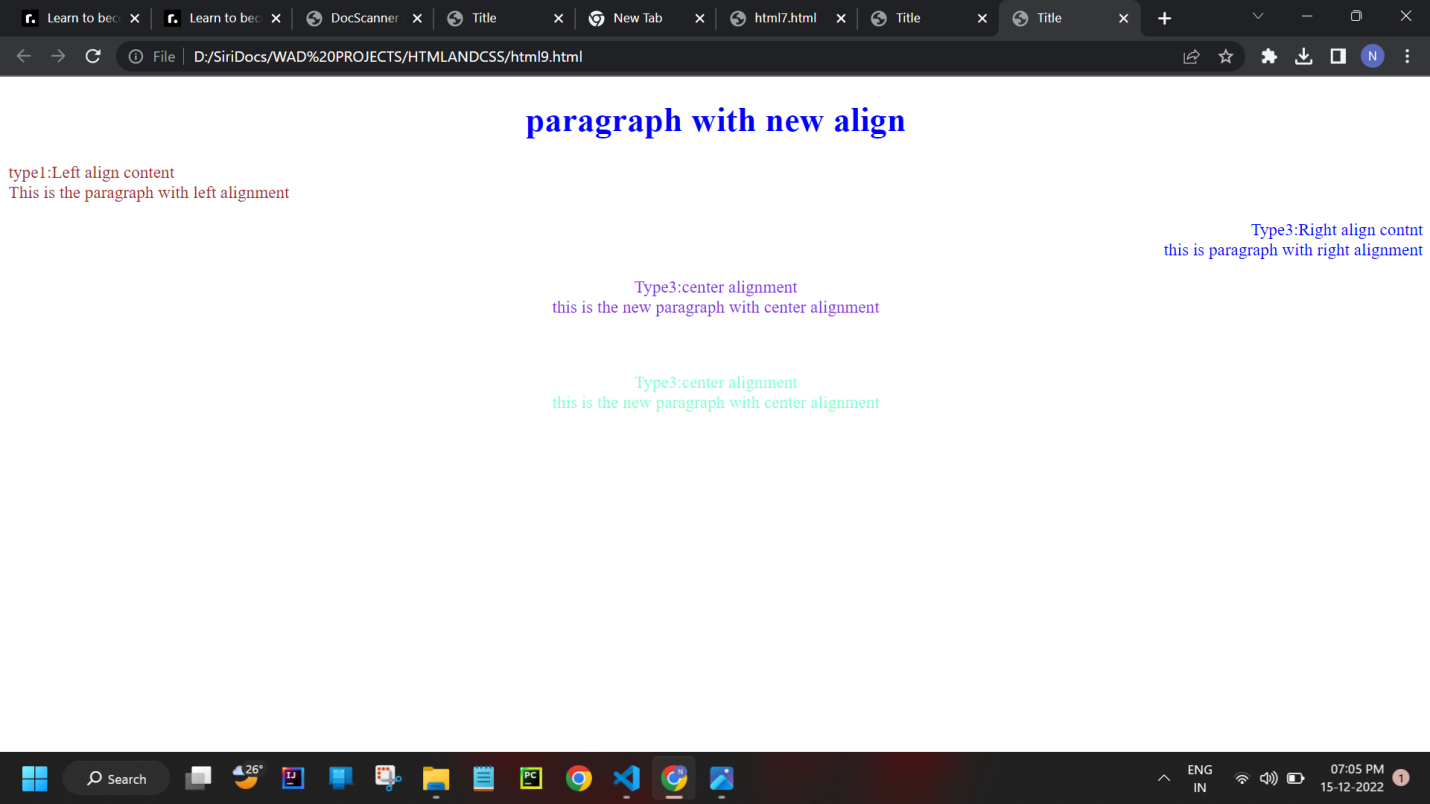 Learn to bec
Learn to bec
DocScanner
Title
New Tab
html7.html
Title
Title
File
D:/SiriDocs/WAD%20PROJECTS/HTMLANDCSS/html9.html
N
paragraph with new align
type1:Left align content
This is the paragraph with left alignment
Type3:Right align contnt
this is paragraph with right alignment
Type3:center alignment
this is the new paragraph with center alignment
Type3:center alignment
this is the new paragraph with center alignment
Search
26°
IJ
PC
N
ENG
IN
07:05 PM
15-12-2022
1